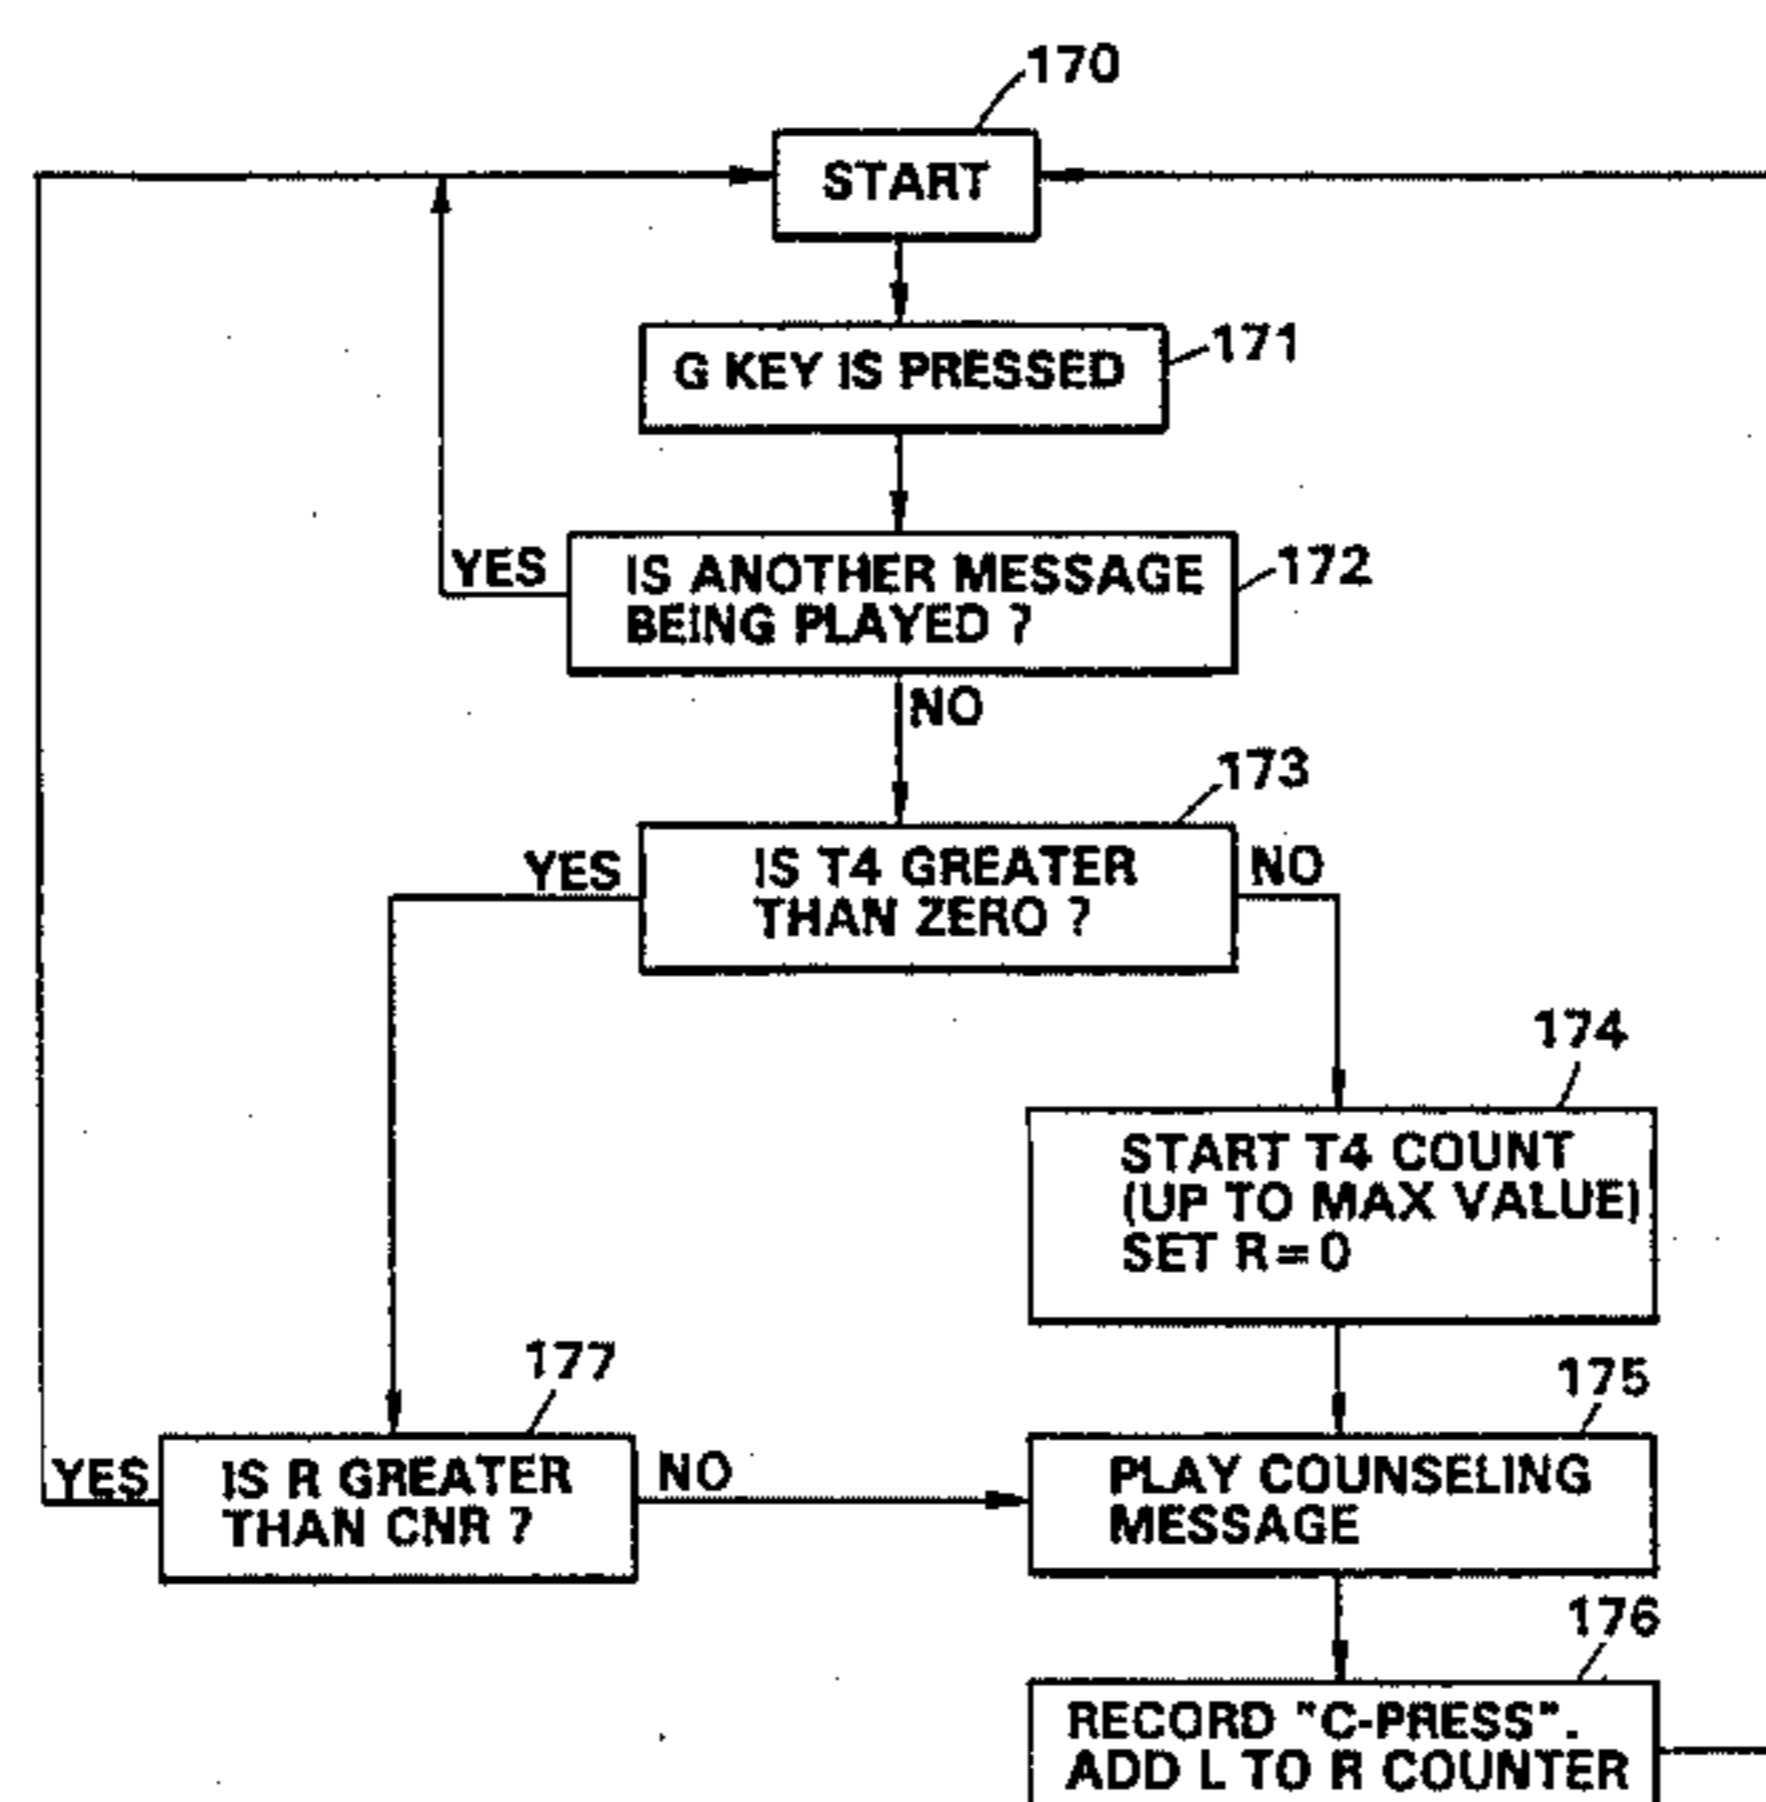 170
START
G KEY IS PRESSED
171
YES
IS ANOTHER MESSAGE
BEING PLAYED ?
172
NO
173
YES
IS T4 GREATER
THAN ZERO ?
NO
174
START T4 COUNT
(UP TO MAX VALUE)
SET R = 0
177
175
YES
IS R GREATER
THAN CNR ?
NO
PLAY COUNSELING
MESSAGE
176
RECORD "C-PRESS".
ADD L TO R COUNTER